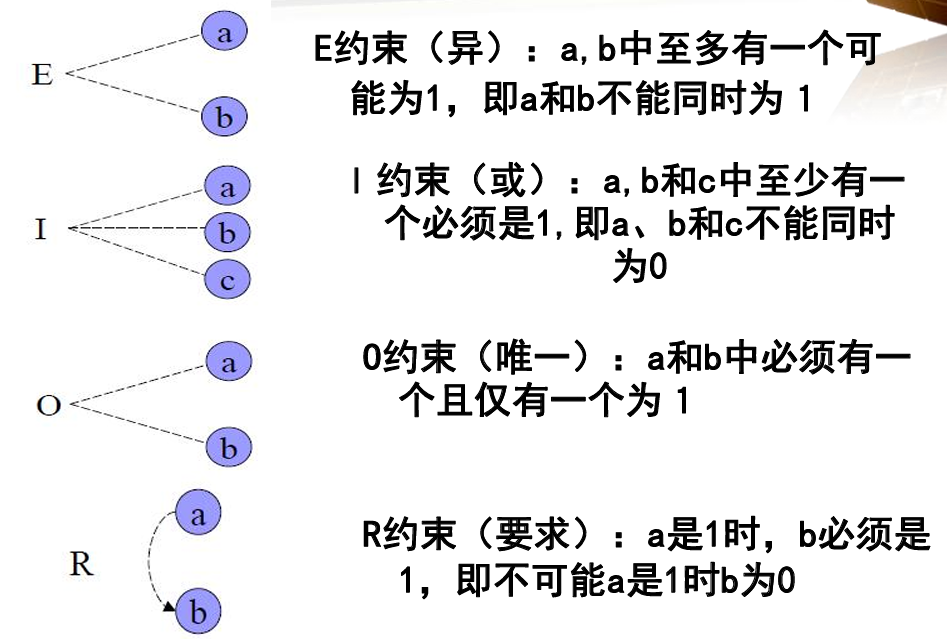 E
a
b
E约束（异）：a,b中至多有一个可
能为1，即a和b不能同时为 1
I
a
b
c
I 约束（或）：a,b和c中至少有一
个必须是1,即a、b和c不能同时
为0
O
a
b
O约束（唯一）：a和b中必须有一
个且仅有一个为 1
R
a
b
R约束（要求）：a是1时，b必须是
1，即不可能a是1时b为0